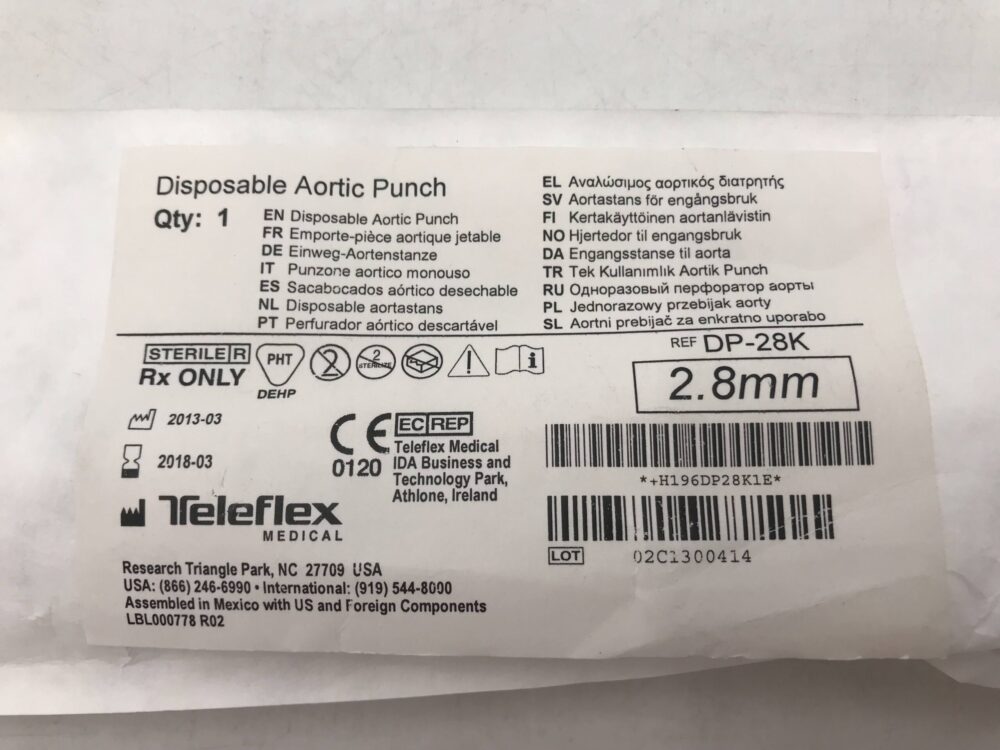 Disposable Aortic Punch
Qty: 1
EN Disposable Aortic Punch
FR Emporte-pièce aortique jetable
DE Einweg-Aortenstanze
IT Punzone aortico monouso
ES Sacabocados aórtico desechable
NL Disposable aortastans
PT Perfurador aórtico descartável
EL Αναλώσιμος αορτικός διατρητής
SV Aortastans för engångsbruk
FI Kertakäyttöinen aortanlävistin
NO Hjertedor til engangsbruk
DA Engangsstanse til aorta
TR Tek Kullanımlık Aortik Punch
RU Одноразовый перфоратор аорты
PL Jednorazowy przebijak aorty
SL Aortni prebijač za enkratno uporabo
STERILE R
Rx ONLY
PHT
DEHP
2
2
STERILIZE
i
REF DP-28K
2.8mm
2013-03
2018-03
CE
0120
EC REP
Teleflex Medical
IDA Business and
Technology Park,
Athlone, Ireland
*+H196DP28K1E*
LOT 02C1300414
Teleflex
MEDICAL
Research Triangle Park, NC 27709 USA
USA: (866) 246-6990 • International: (919) 544-8000
Assembled in Mexico with US and Foreign Components
LBL000778 R02